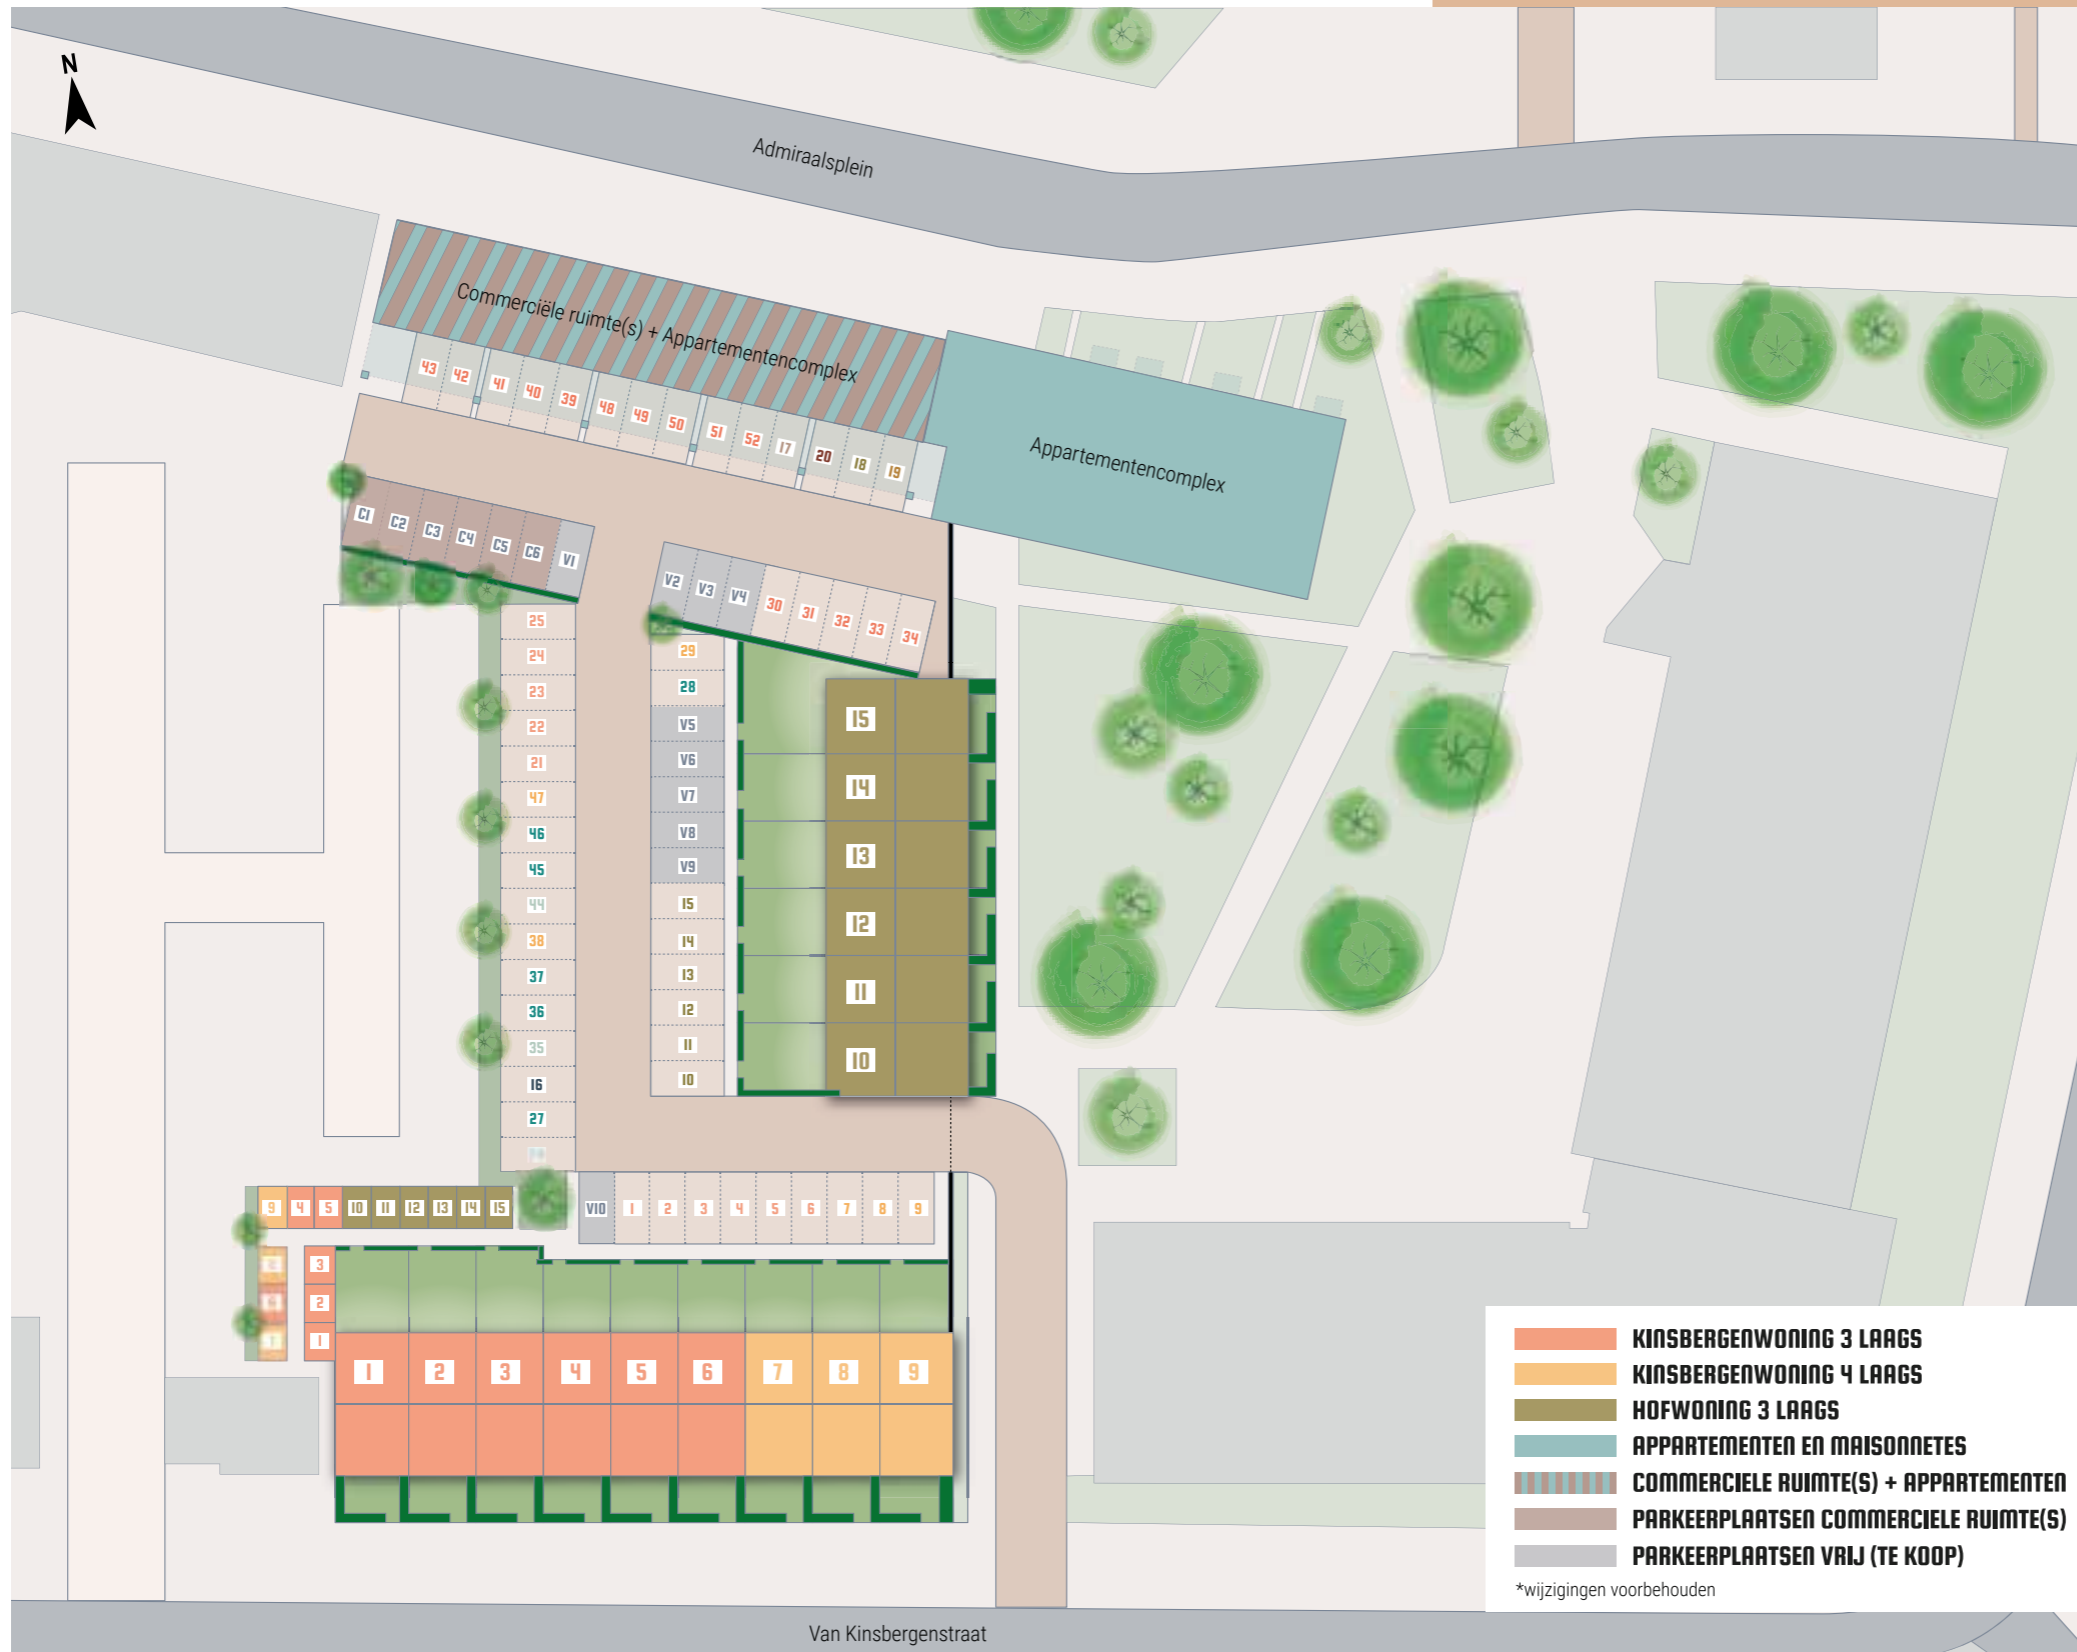 N
Admiraalsplein
Commerciële ruimte(s) + Appartementencomplex
Appartementencomplex
43 42 41 40 39 48 49 50 51 52 17 20 18 19
C1 C2 C3 C4 C5 C6 V1
V2 V3 V4 30 31 32 33 34
25
24
23
22
21
47
46
45
44
38
37
36
35
16
27
29
28
V5
V6
V7
V8
V9
15
14
13
12
11
10
15
14
13
12
11
10
9 4 5 10 11 12 13 14 15
V10 1 2 3 4 5 6 7 8 9
3
2
1
1 2 3 4 5 6 7 8 9
KINSBERGENWONING 3 LAAGS
KINSBERGENWONING 4 LAAGS
HOFWONING 3 LAAGS
APPARTEMENTEN EN MAISONNETES
COMMERCIELE RUIMTE(S) + APPARTEMENTEN
PARKEERPLAATSEN COMMERCIELE RUIMTE(S)
PARKEERPLAATSEN VRIJ (TE KOOP)
*wijzigingen voorbehouden
Van Kinsbergenstraat